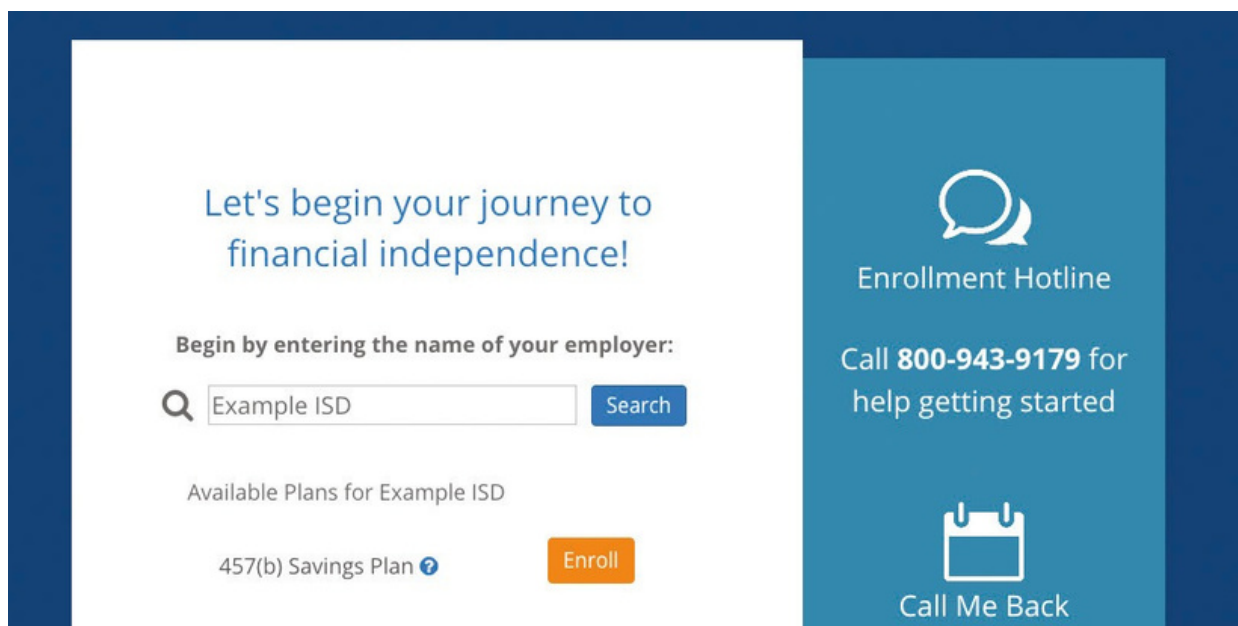 Let's begin your journey to
financial independence!
Begin by entering the name of your employer:
Example ISD
Search
Available Plans for Example ISD
457(b) Savings Plan ?
Enroll
Enrollment Hotline
Call 800-943-9179 for
help getting started
Call Me Back